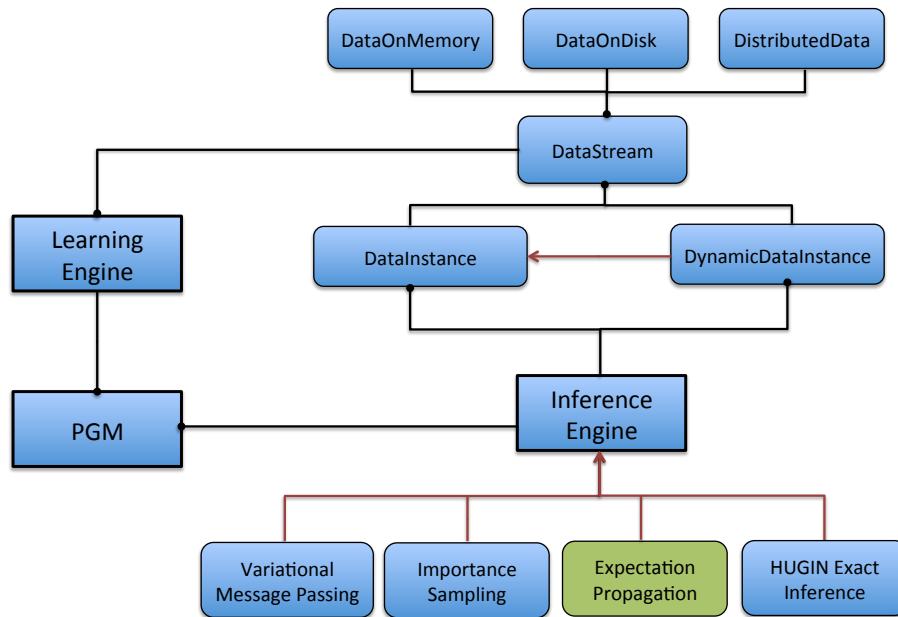 DataOnMemory
DataOnDisk
DistributedData
DataStream
Learning
Engine
DataInstance
DynamicDataInstance
PGM
Inference
Engine
Variational
Message Passing
Importance
Sampling
Expectation
Propagation
HUGIN Exact
Inference